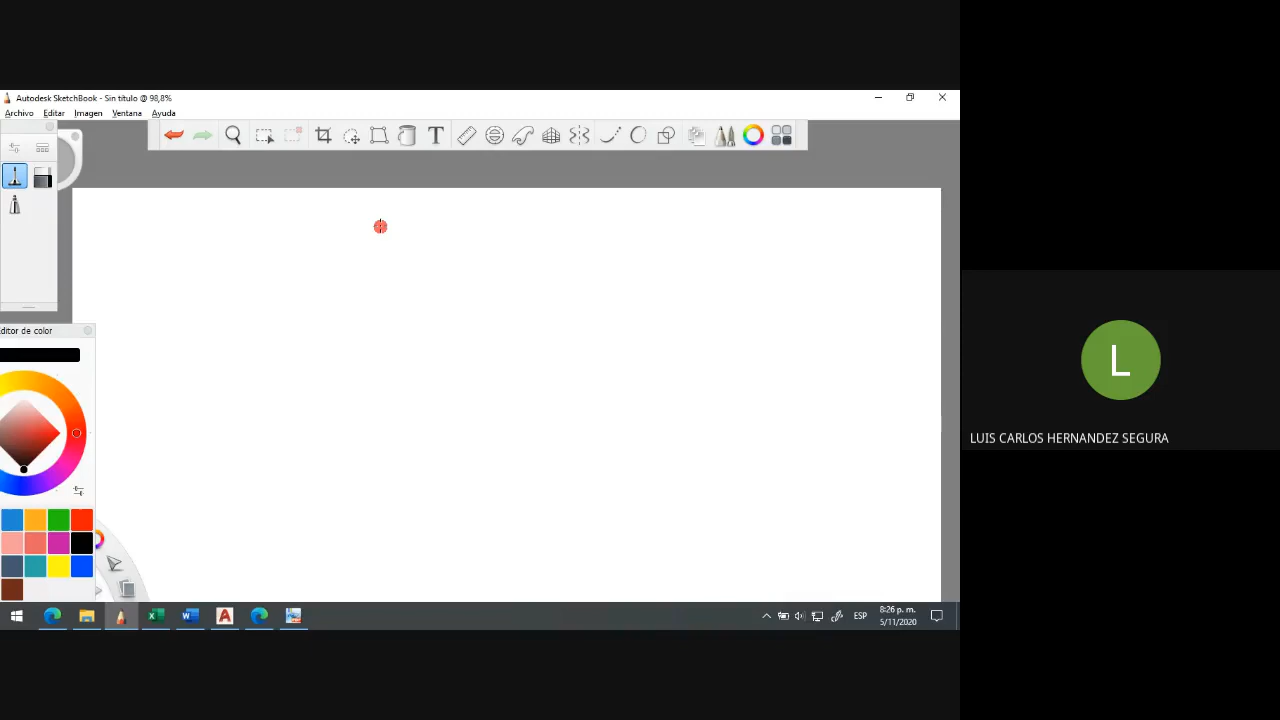 Autodesk SketchBook - Sin título @ 98,8%
Archivo Editar Imagen Ventana Ayuda
T
ditor de color
L
LUIS CARLOS HERNANDEZ SEGURA
ESP
8:26 p. m.
5/11/2020